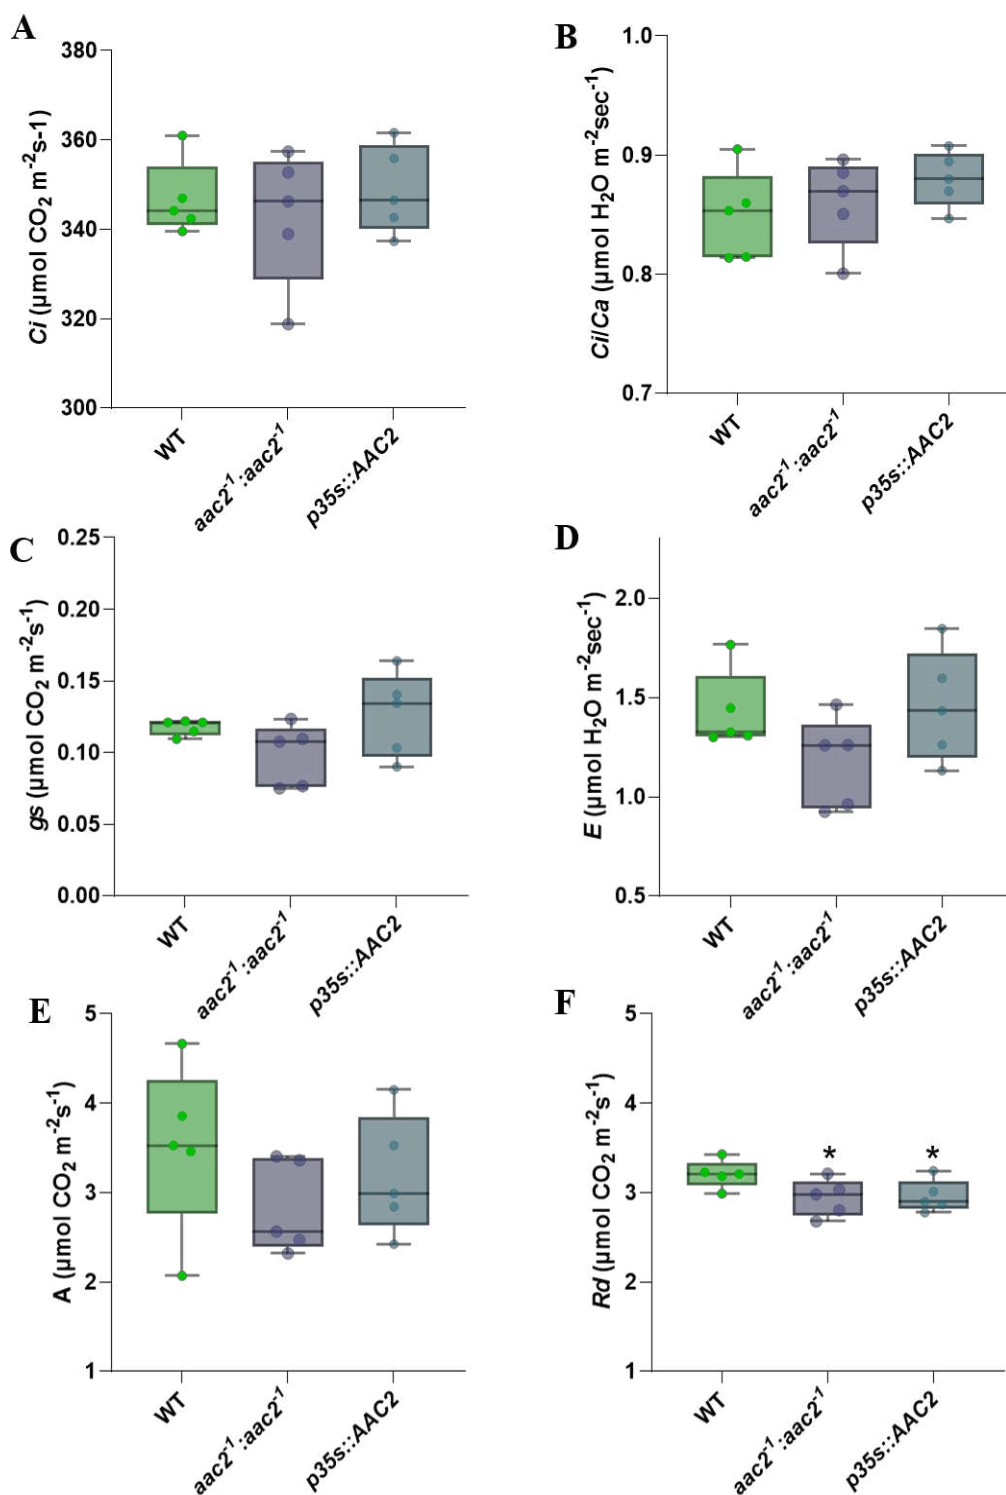 A
Ci (μmol CO2 m-2s-1)
380
360
340
320
300
WT
aac2-1:aac2-1
p35s::AAC2
B
Ci/Ca (μmol H2O m-2sec-1)
1.0
0.9
0.8
0.7
WT
aac2-1:aac2-1
p35s::AAC2
C
gs (μmol CO2 m-2s-1)
0.25
0.20
0.15
0.10
0.05
0.00
WT
aac2-1:aac2-1
p35s::AAC2
D
E (μmol H2O m-2sec-1)
2.0
1.5
1.0
0.5
WT
aac2-1:aac2-1
p35s::AAC2
E
A (μmol CO2 m-2s-1)
5
4
3
2
1
WT
aac2-1:aac2-1
p35s::AAC2
F
Rd (μmol CO2 m-2s-1)
5
4
3
2
1
* *
WT
aac2-1:aac2-1
p35s::AAC2